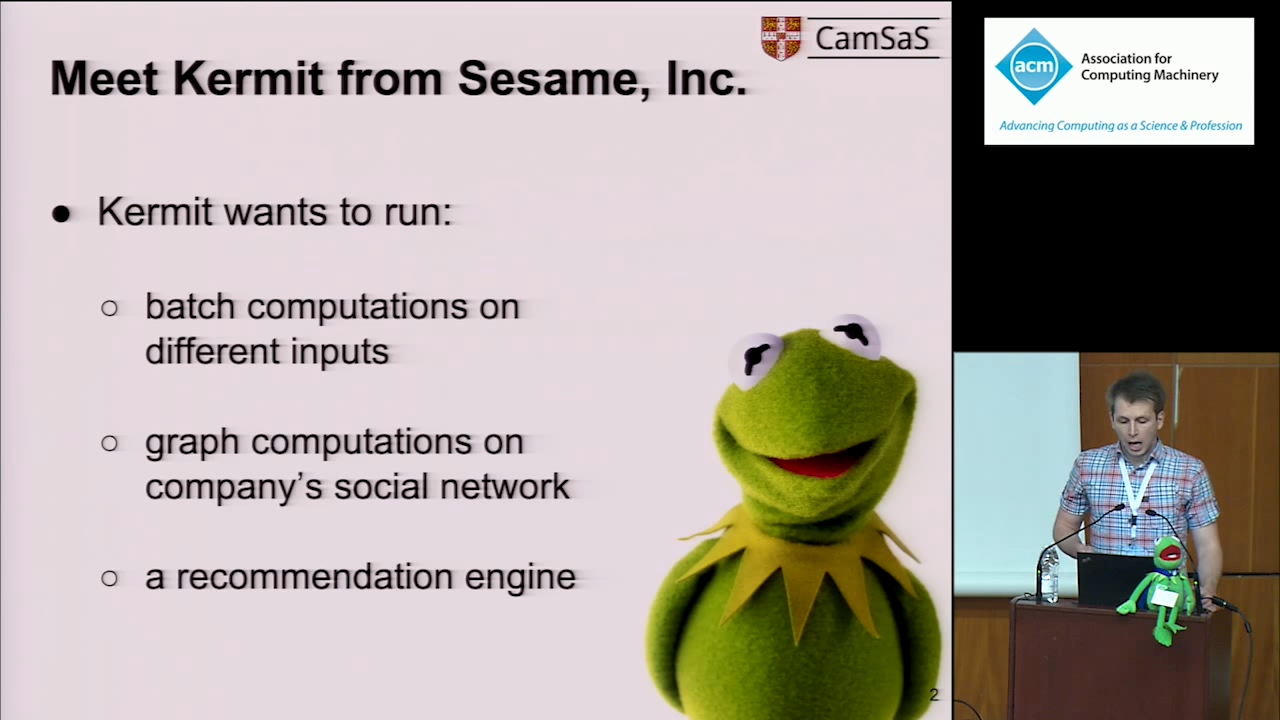 CamSaS
Meet Kermit from Sesame, Inc.
● Kermit wants to run:
○ batch computations on
different inputs
○ graph computations on
company’s social network
○ a recommendation engine
2
acm
Association for
Computing Machinery
Advancing Computing as a Science & Profession